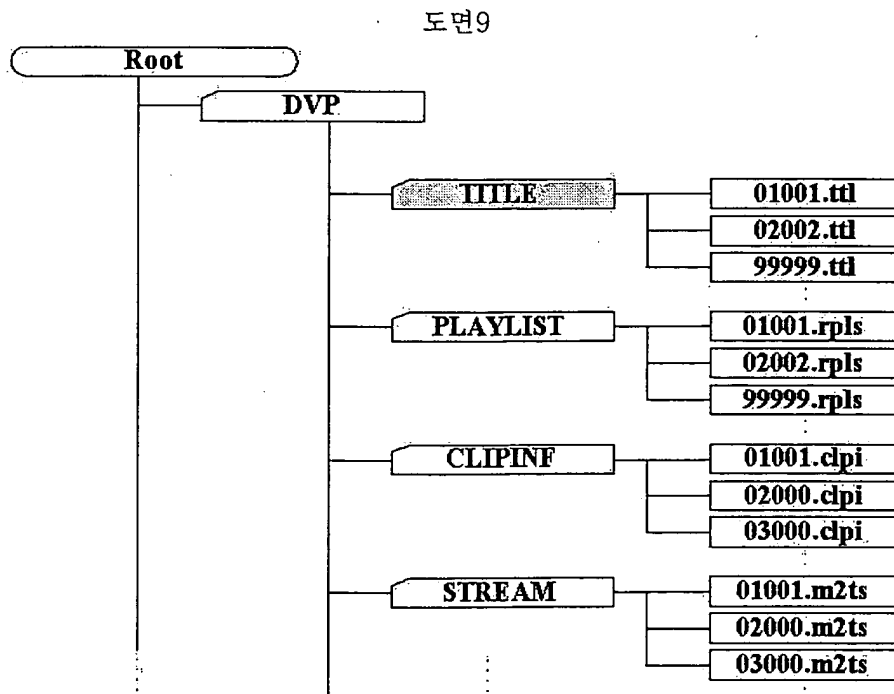 도면9
Root
DVP
TITLE
01001.ttl
02002.ttl
99999.ttl
PLAYLIST
01001.rpls
02002.rpls
99999.rpls
CLIPINF
01001.clpi
02000.clpi
03000.clpi
STREAM
01001.m2ts
02000.m2ts
03000.m2ts